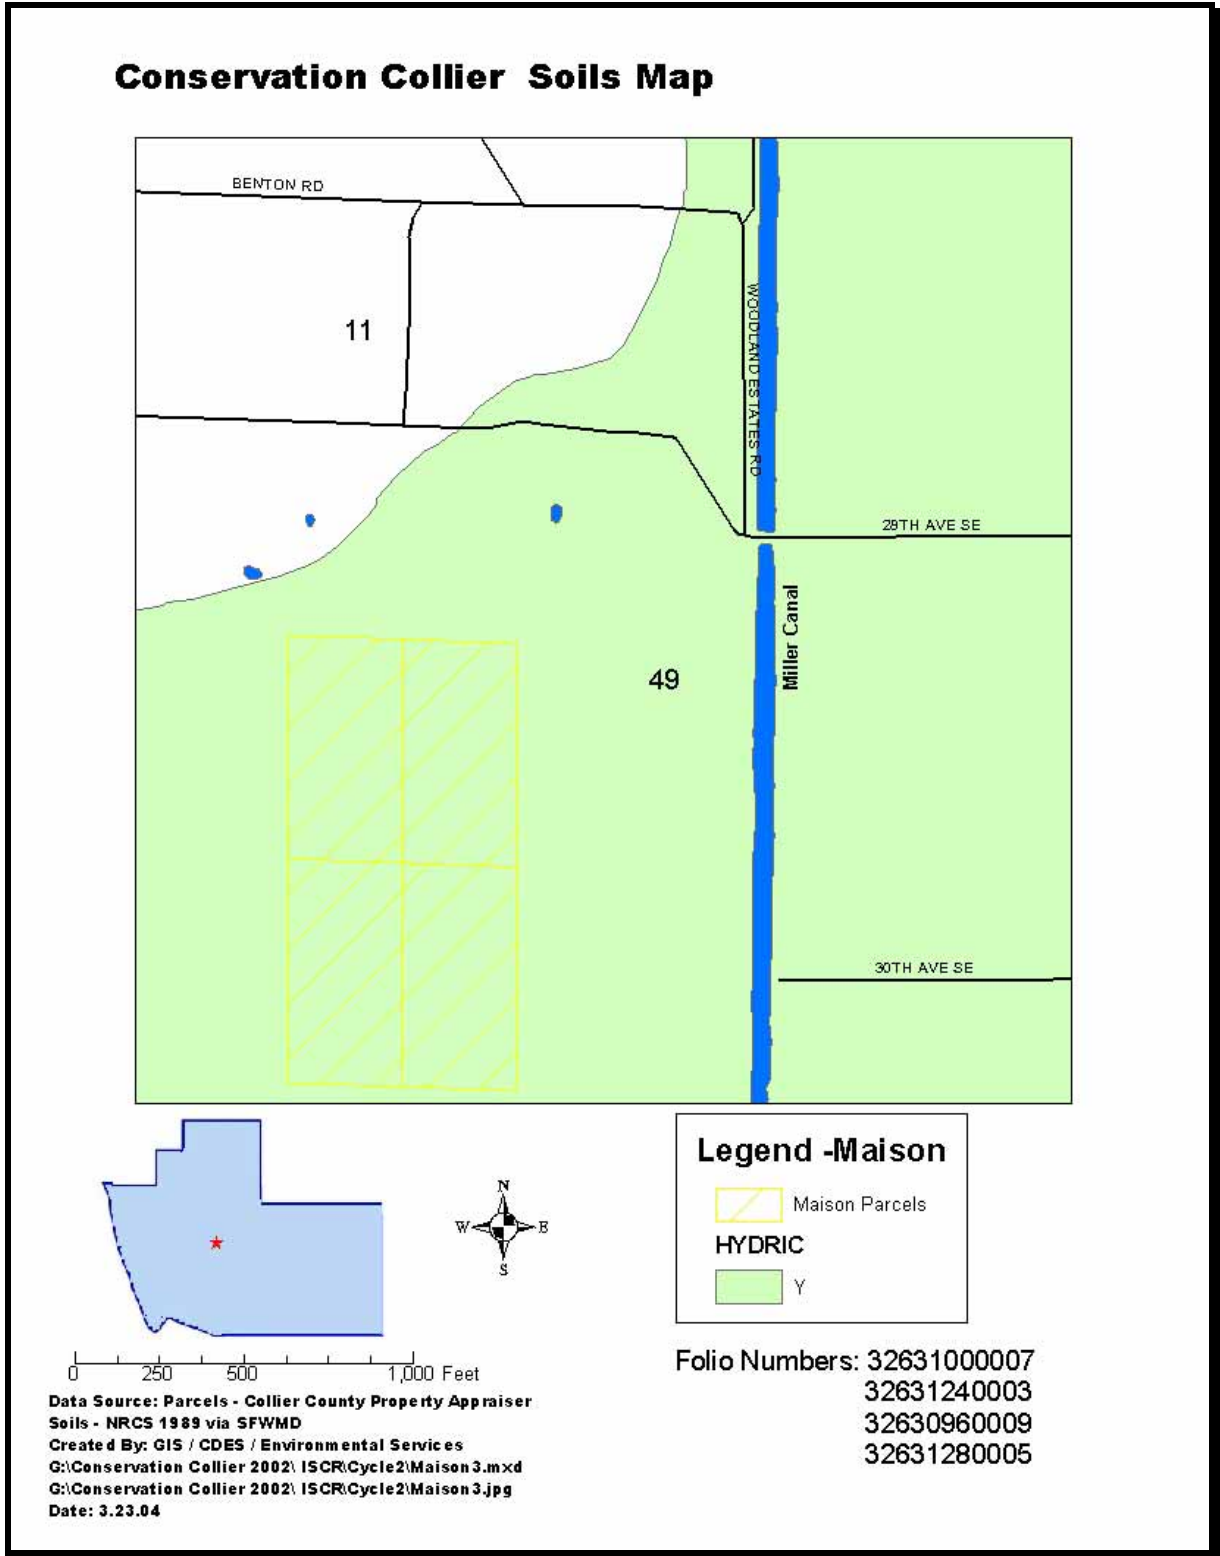 Conservation Collier Soils Map
BENTON RD
11
WOODLAND ESTATES RD
28TH AVE SE
Miller Canal
49
30TH AVE SE
Legend -Maison
Maison Parcels
HYDRIC
Y
N
W E
S
0 250 500 1,000 Feet
Data Source: Parcels - Collier County Property Appraiser
Soils - NRCS 1989 via SFWMD
Created By: GIS / CDES / Environmental Services
G:\Conservation Collier 2002\ ISCR\Cycle2\Maison3.mxd
G:\Conservation Collier 2002\ ISCR\Cycle2\Maison3.jpg
Date: 3.23.04
Folio Numbers: 32631000007
32631240003
32630960009
32631280005